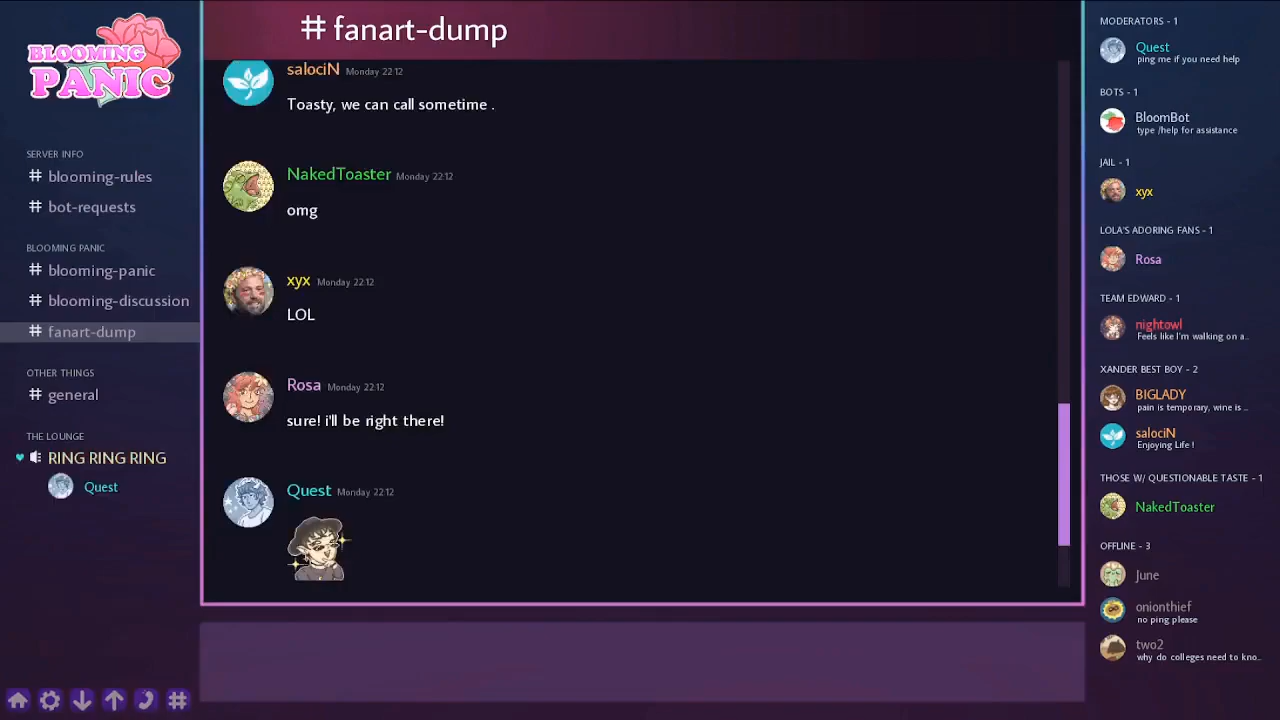 BLOOMING
PANIC
SERVER INFO
# blooming-rules
# bot-requests
BLOOMING PANIC
# blooming-panic
# blooming-discussion
# fanart-dump
OTHER THINGS
# general
THE LOUNGE
RING RING RING
Quest
# fanart-dump
salociN Monday 22:12
Toasty, we can call sometime .
NakedToaster Monday 22:12
omg
xyx Monday 22:12
LOL
Rosa Monday 22:12
sure! i'll be right there!
Quest Monday 22:12
MODERATORS - 1
Quest
ping me if you need help
BOTS - 1
BloomBot
type /help for assistance
JAIL - 1
xyx
LOLA'S ADORING FANS - 1
Rosa
TEAM EDWARD - 1
nightowl
Feels like I'm walking on a..
XANDER BEST BOY - 2
BIGLADY
pain is temporary, wine is ..
salociN
Enjoying Life !
THOSE W/ QUESTIONABLE TASTE - 1
NakedToaster
OFFLINE - 3
June
onionthief
no ping please
two2
why do colleges need to kno..